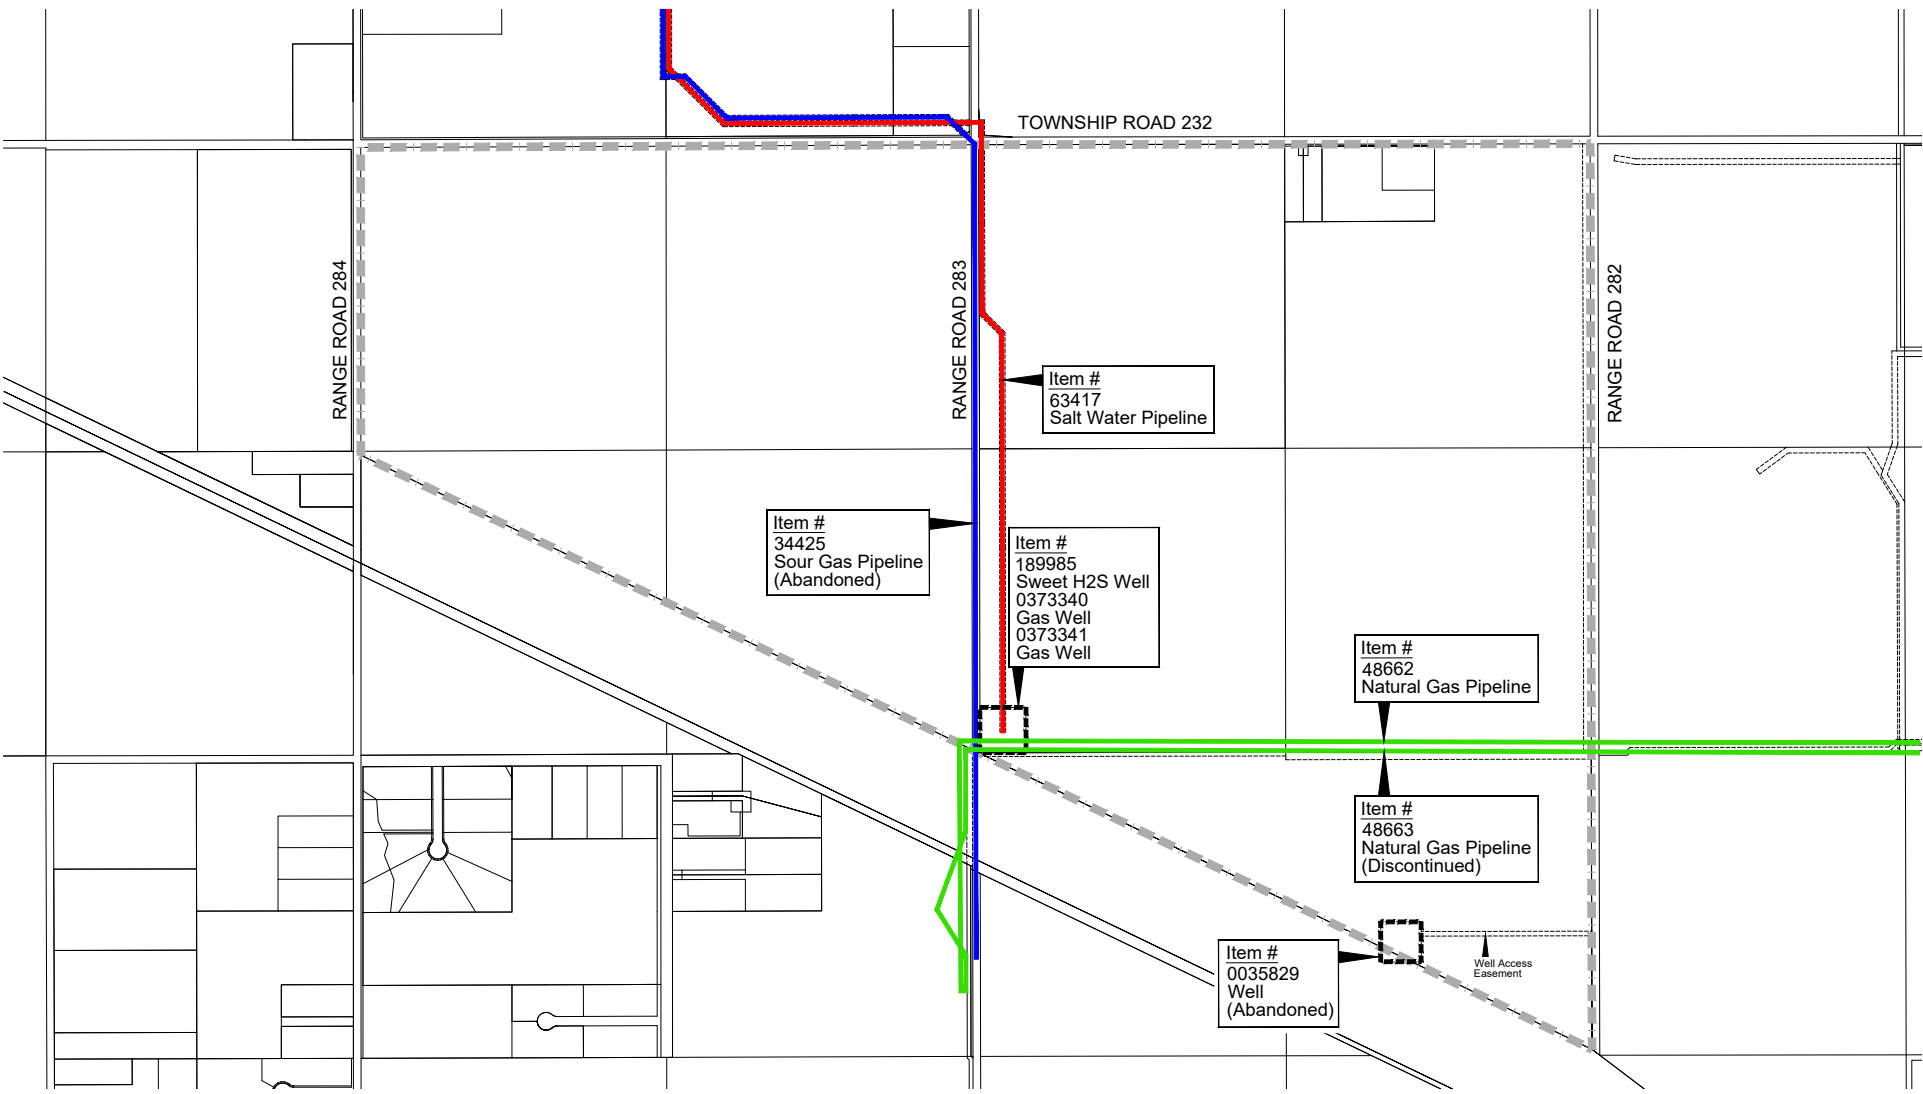 TOWNSHIP ROAD 232
RANGE ROAD 284
RANGE ROAD 283
RANGE ROAD 282
Item #
63417
Salt Water Pipeline
Item #
34425
Sour Gas Pipeline
(Abandoned)
Item #
189985
Sweet H2S Well
0373340
Gas Well
0373341
Gas Well
Item #
48662
Natural Gas Pipeline
Item #
48663
Natural Gas Pipeline
(Discontinued)
Item #
0035829
Well
(Abandoned)
Well Access
Easement